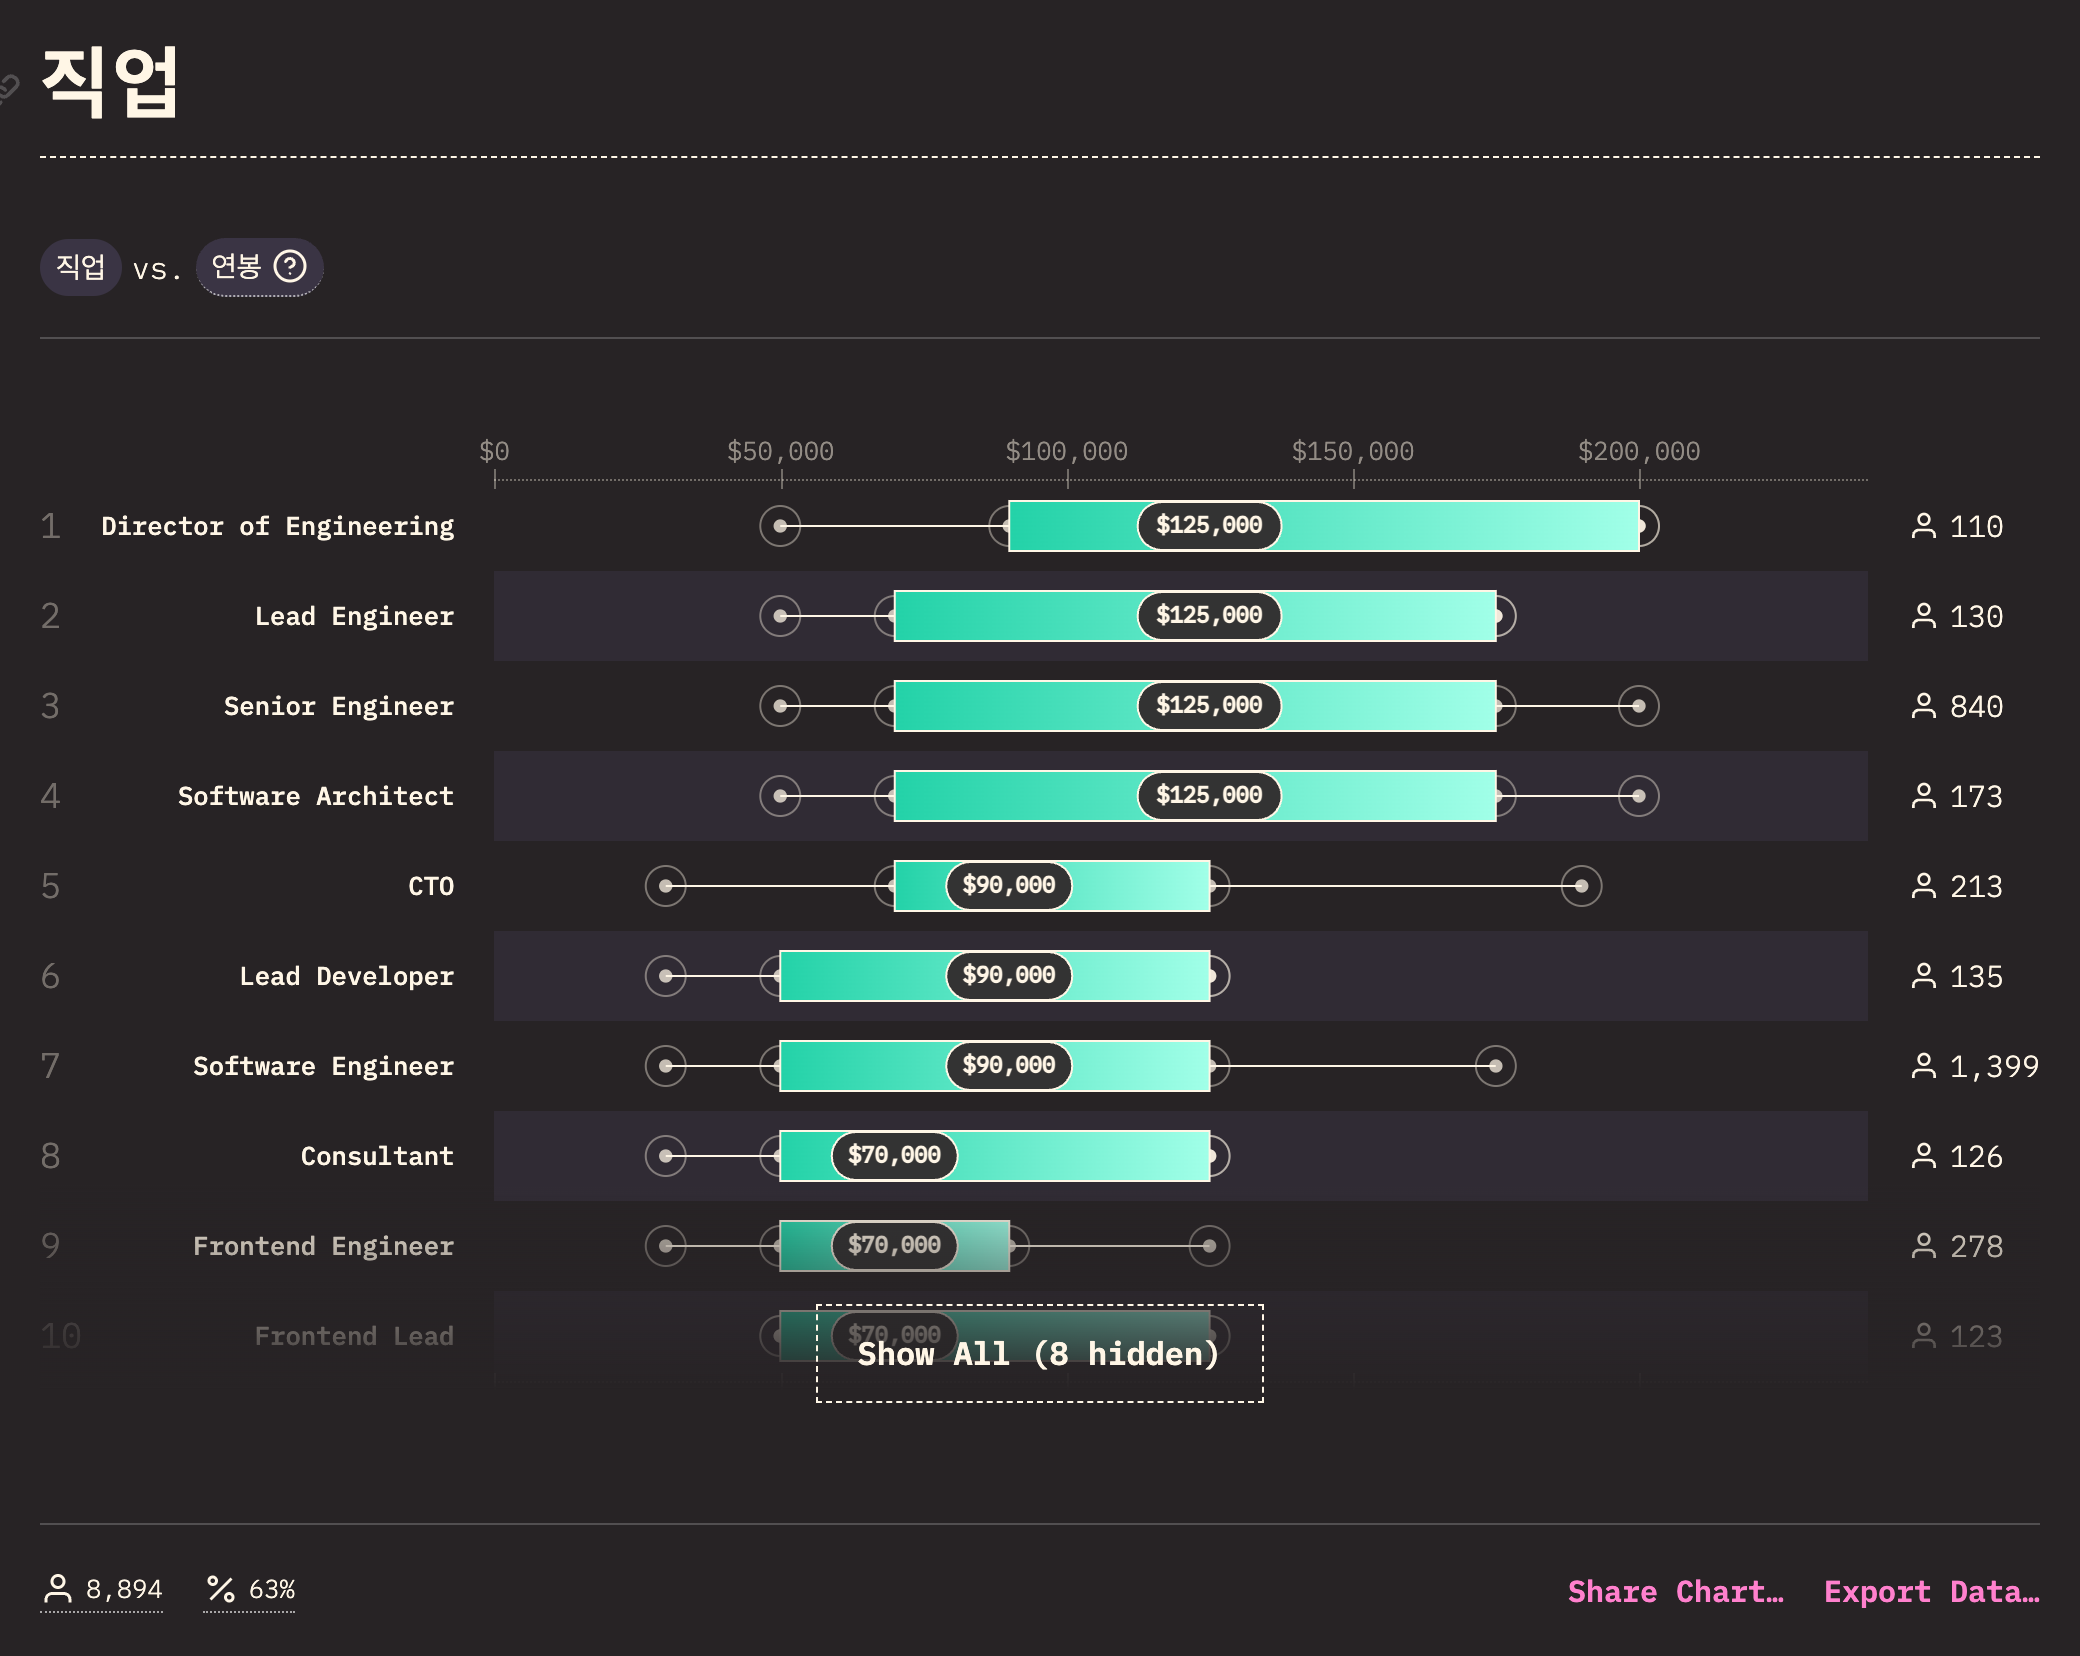 직업
직업 vs. 연봉
$0 $50,000 $100,000 $150,000 $200,000
1 Director of Engineering $125,000 110
2 Lead Engineer $125,000 130
3 Senior Engineer $125,000 840
4 Software Architect $125,000 173
5 CTO $90,000 213
6 Lead Developer $90,000 135
7 Software Engineer $90,000 1,399
8 Consultant $70,000 126
9 Frontend Engineer $70,000 278
10 Frontend Lead $70,000 123
Show All (8 hidden)
8,894 63% Share Chart… Export Data…